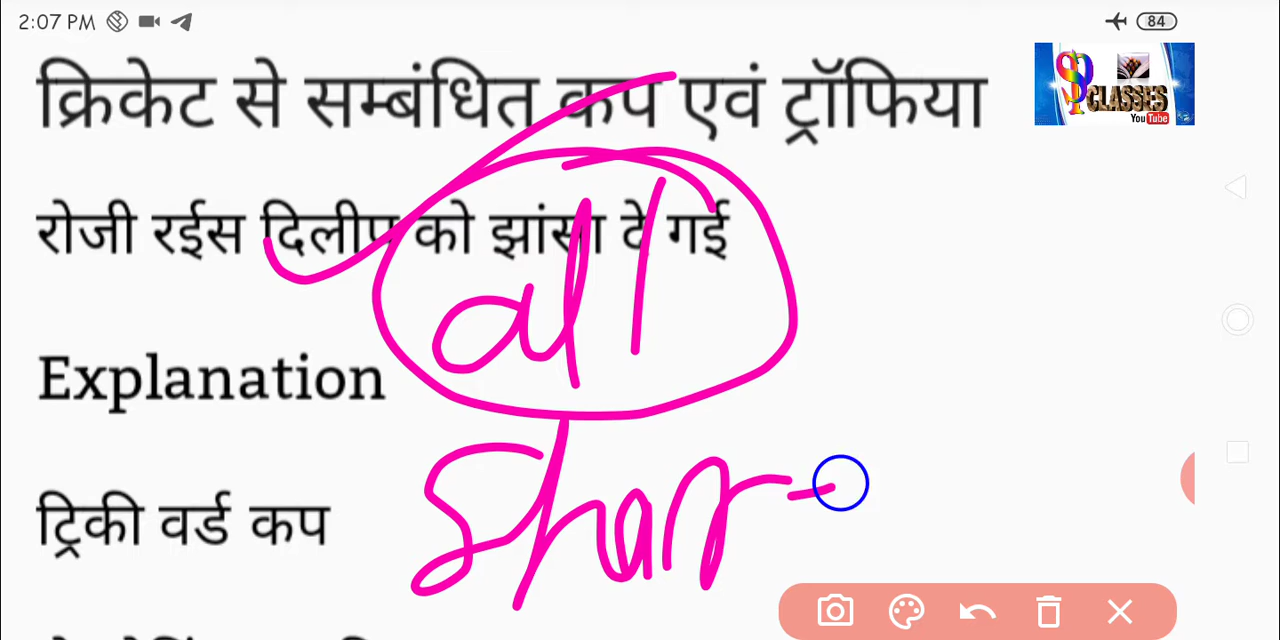 2:07 PM 84
क्रिकेट से सम्बंधित कप एवं ट्रॉफिया
CLASSES
YouTube
रोजी रईस दिलीप को झांसा दे गई
all
Explanation
Shar
ट्रिकी वर्ड कप